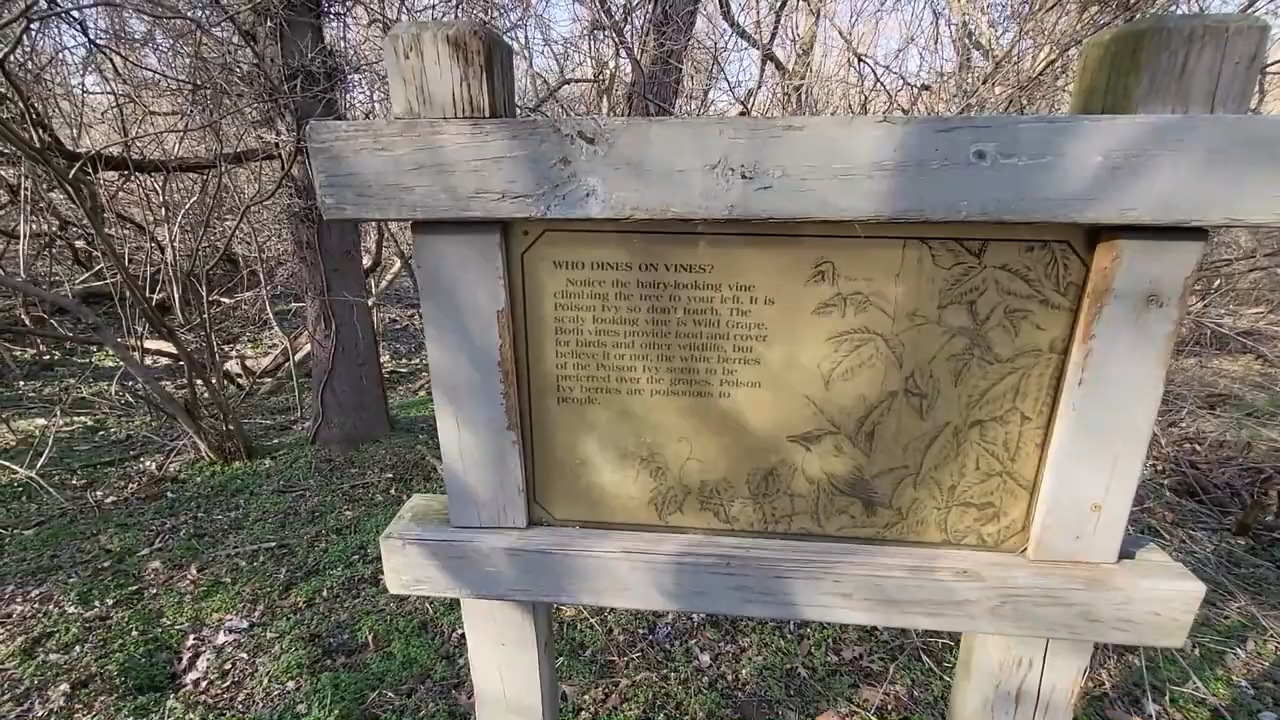 WHO DINES ON VINES?
Notice the hairy-looking vine
climbing the tree to your left. It is
Poison Ivy so don't touch. The
scaly looking vine is Wild Grape.
Both vines provide food and cover
for birds and other wildlife, but
believe it or not, the white berries
of the Poison Ivy seem to be
preferred over the grapes. Poison
Ivy berries are poisonous to
people.